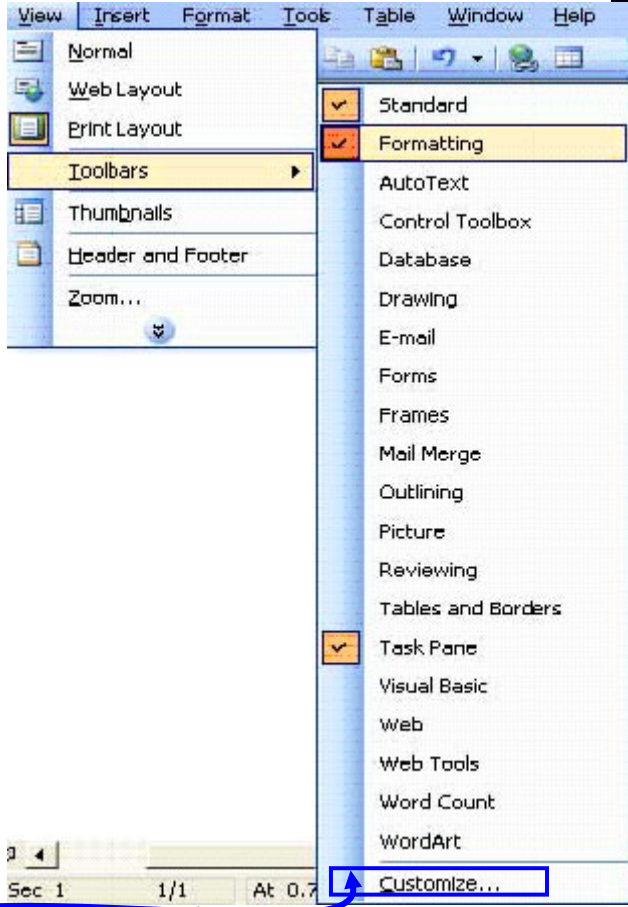 View Insert Format Tools Table Window Help
Normal
Web Layout
Print Layout
Toolbars
Thumbnails
Header and Footer
Zoom...
Standard
Formatting
AutoText
Control Toolbox
Database
Drawing
E-mail
Forms
Frames
Mail Merge
Outlining
Picture
Reviewing
Tables and Borders
Task Pane
Visual Basic
Web
Web Tools
Word Count
WordArt
Customize...
Sec 1 1/1 At 0.7